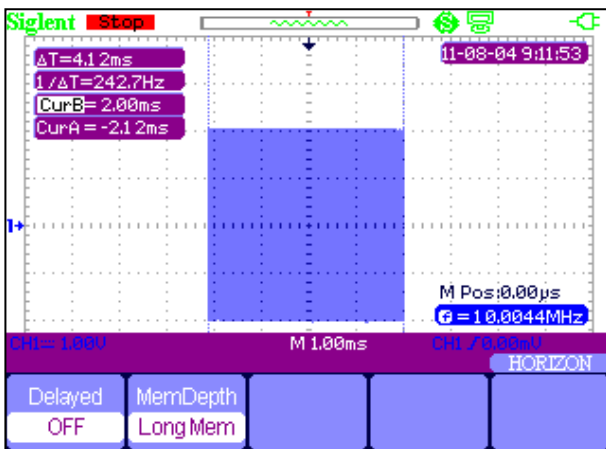 Siglent Stop
ΔT=4.12ms
1/ΔT=242.7Hz
CurB= 2.00ms
CurA = -2.12ms
11-08-04 9:11:53
1
M Pos:0.00µs
f = 10.0044MHz
CH1 1.00V M 1.00ms CH1 / 0.00mV
HORIZON
Delayed MemDepth
OFF Long Mem